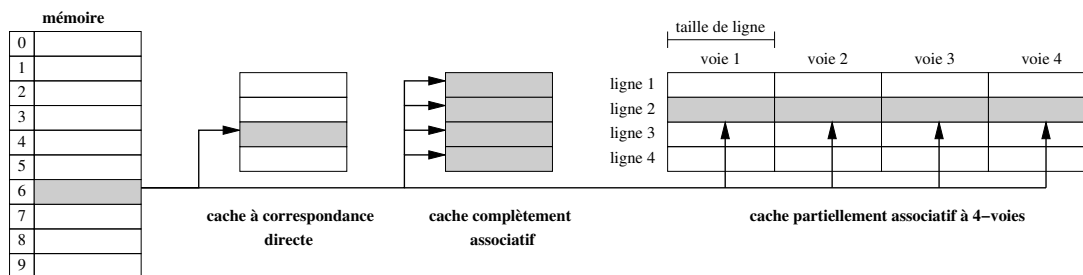 mémoire
0
1
2
3
4
5
6
7
8
9
cache à correspondance
directe
cache complètement
associatif
taille de ligne
voie 1 voie 2 voie 3 voie 4
ligne 1
ligne 2
ligne 3
ligne 4
cache partiellement associatif à 4−voies